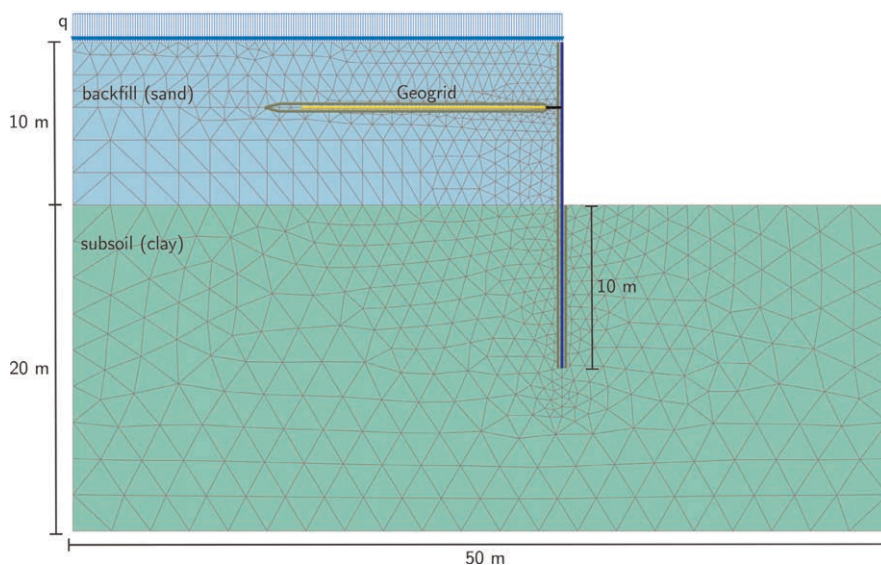 q
backfill (sand)
Geogrid
10 m
subsoil (clay)
10 m
20 m
50 m